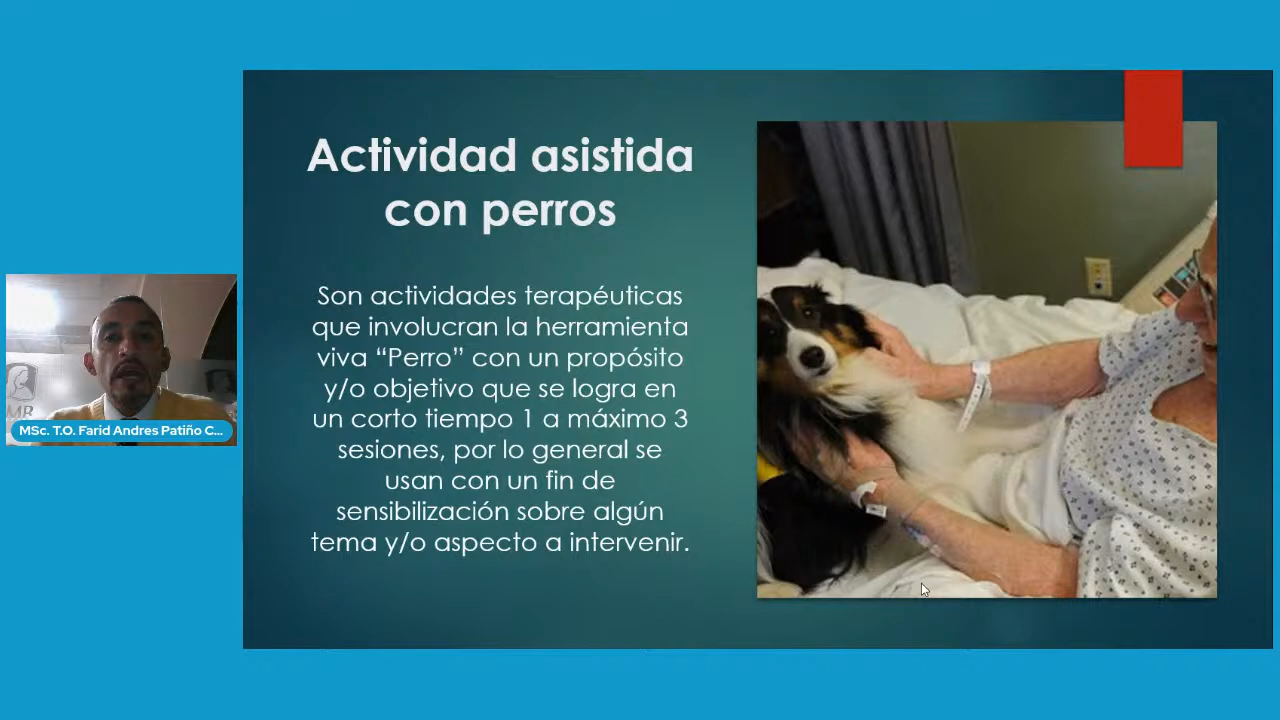 Actividad asistida
con perros
Son actividades terapéuticas
que involucran la herramienta
viva “Perro” con un propósito
y/o objetivo que se logra en
un corto tiempo 1 a máximo 3
sesiones, por lo general se
usan con un fin de
sensibilización sobre algún
tema y/o aspecto a intervenir.
MSc. T.O. Farid Andres Patiño C...